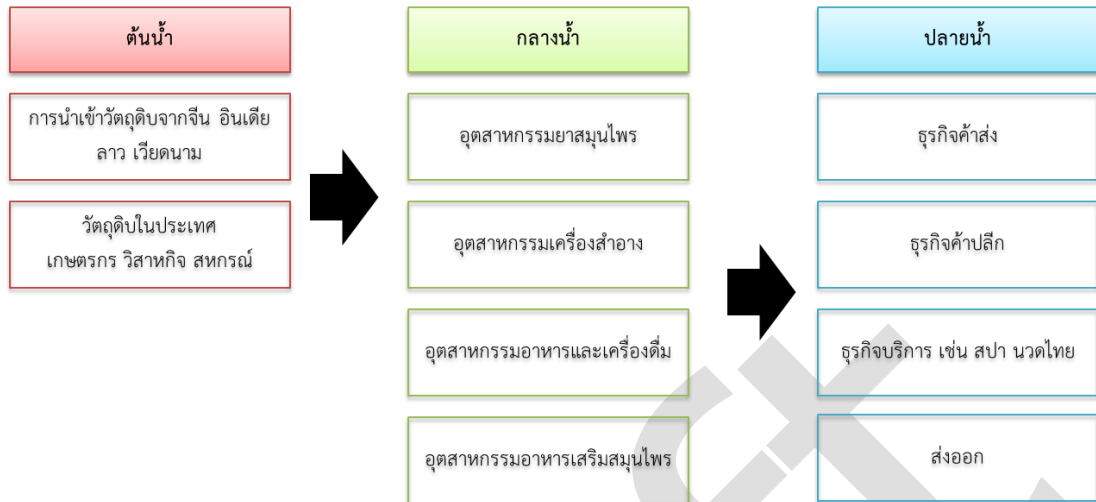 ต้นน้ำ
การนำเข้าวัตถุดิบจากจีน อินเดีย
ลาว เวียดนาม
วัตถุดิบในประเทศ
เกษตรกร วิสาหกิจ สหกรณ์
กลางน้ำ
อุตสาหกรรมยาสมุนไพร
อุตสาหกรรมเครื่องสำอาง
อุตสาหกรรมอาหารและเครื่องดื่ม
อุตสาหกรรมอาหารเสริมสมุนไพร
ปลายน้ำ
ธุรกิจค้าส่ง
ธุรกิจค้าปลีก
ธุรกิจบริการ เช่น สปา นวดไทย
ส่งออก